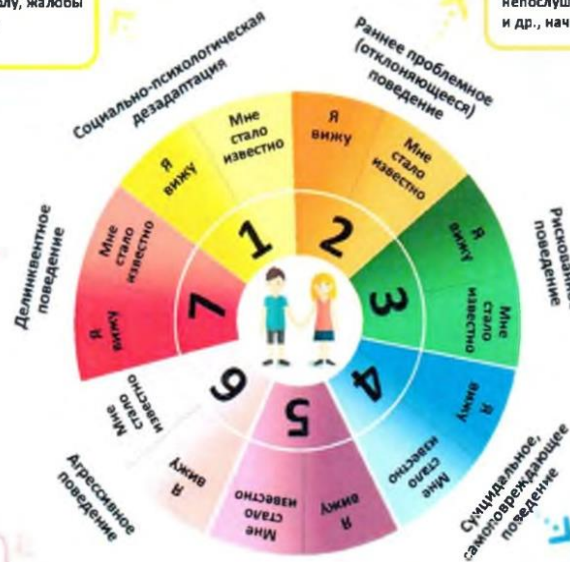 лу, жалобы
непослуш
и др., нач
Социально-психологическая
дезадаптация
Раннее проблемное
(отклоняющееся)
поведение
Рискованно
поведение
Суицидальное,
самоповреждающее
поведение
Агрессивное
поведение
Делинквентное
поведение
1
Я
вижу
Мне
стало
известно
2
Я
вижу
Мне
стало
известно
3
Я
вижу
Мне
стало
известно
4
Я
вижу
Мне
стало
известно
5
Я
вижу
Мне
стало
известно
6
Я
вижу
Мне
стало
известно
7
Я
вижу
Мне
стало
известно